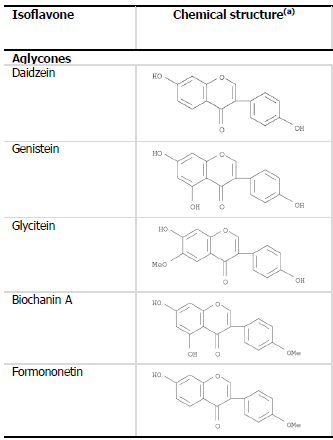 Isoflavone Chemical structure(a)
Aglycones
Daidzein
HO
O
O
OH
Genistein
HO
O
OH
O
OH
Glycitein
HO
O
MeO
O
OH
Biochanin A
HO
O
OH
O
OMe
Formononetin
HO
O
O
OMe